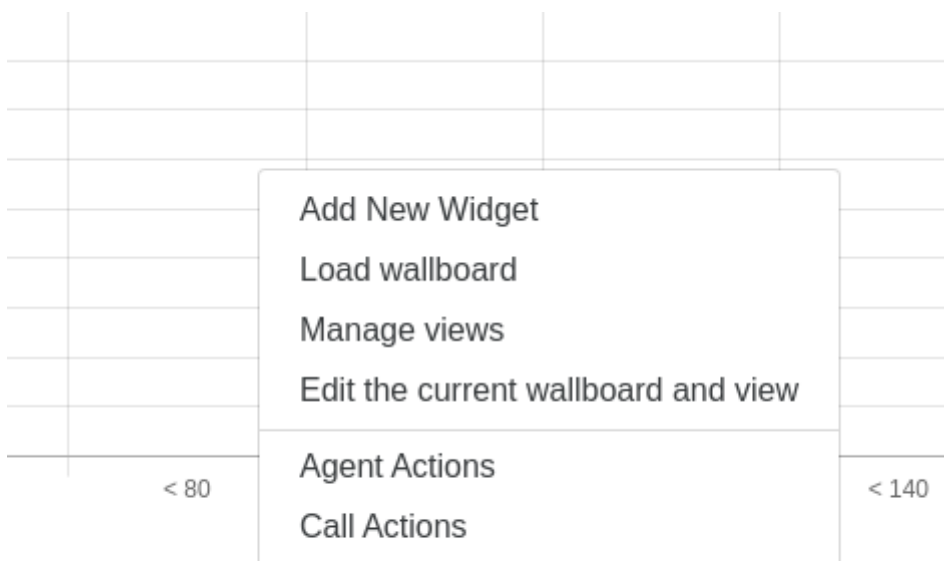 Add New Widget
Load wallboard
Manage views
Edit the current wallboard and view
Agent Actions
< 80
< 140
Call Actions